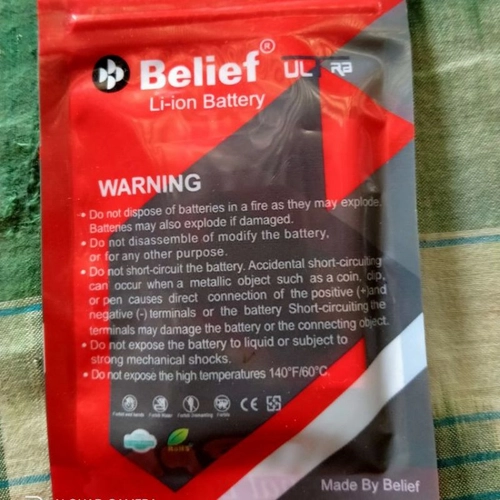 Belief® ULTRA
Li-ion Battery
WARNING
• Do not dispose of batteries in a fire as they may explode.
Batteries may also explode if damaged.
• Do not disassemble of modify the battery,
or for any other purpose.
• Do not short-circuit the battery. Accidental short-circuiting
can occur when a metallic object such as a coin, clip,
or pen causes direct connection of the positive (+)and
negative (-) terminals or the battery Short-circuiting the
terminals may damage the battery or the connecting object.
• Do not expose the battery to liquid or subject to
strong mechanical shocks.
• Do not expose the high temperatures 140°F/60°C.
CE
Made By Belief